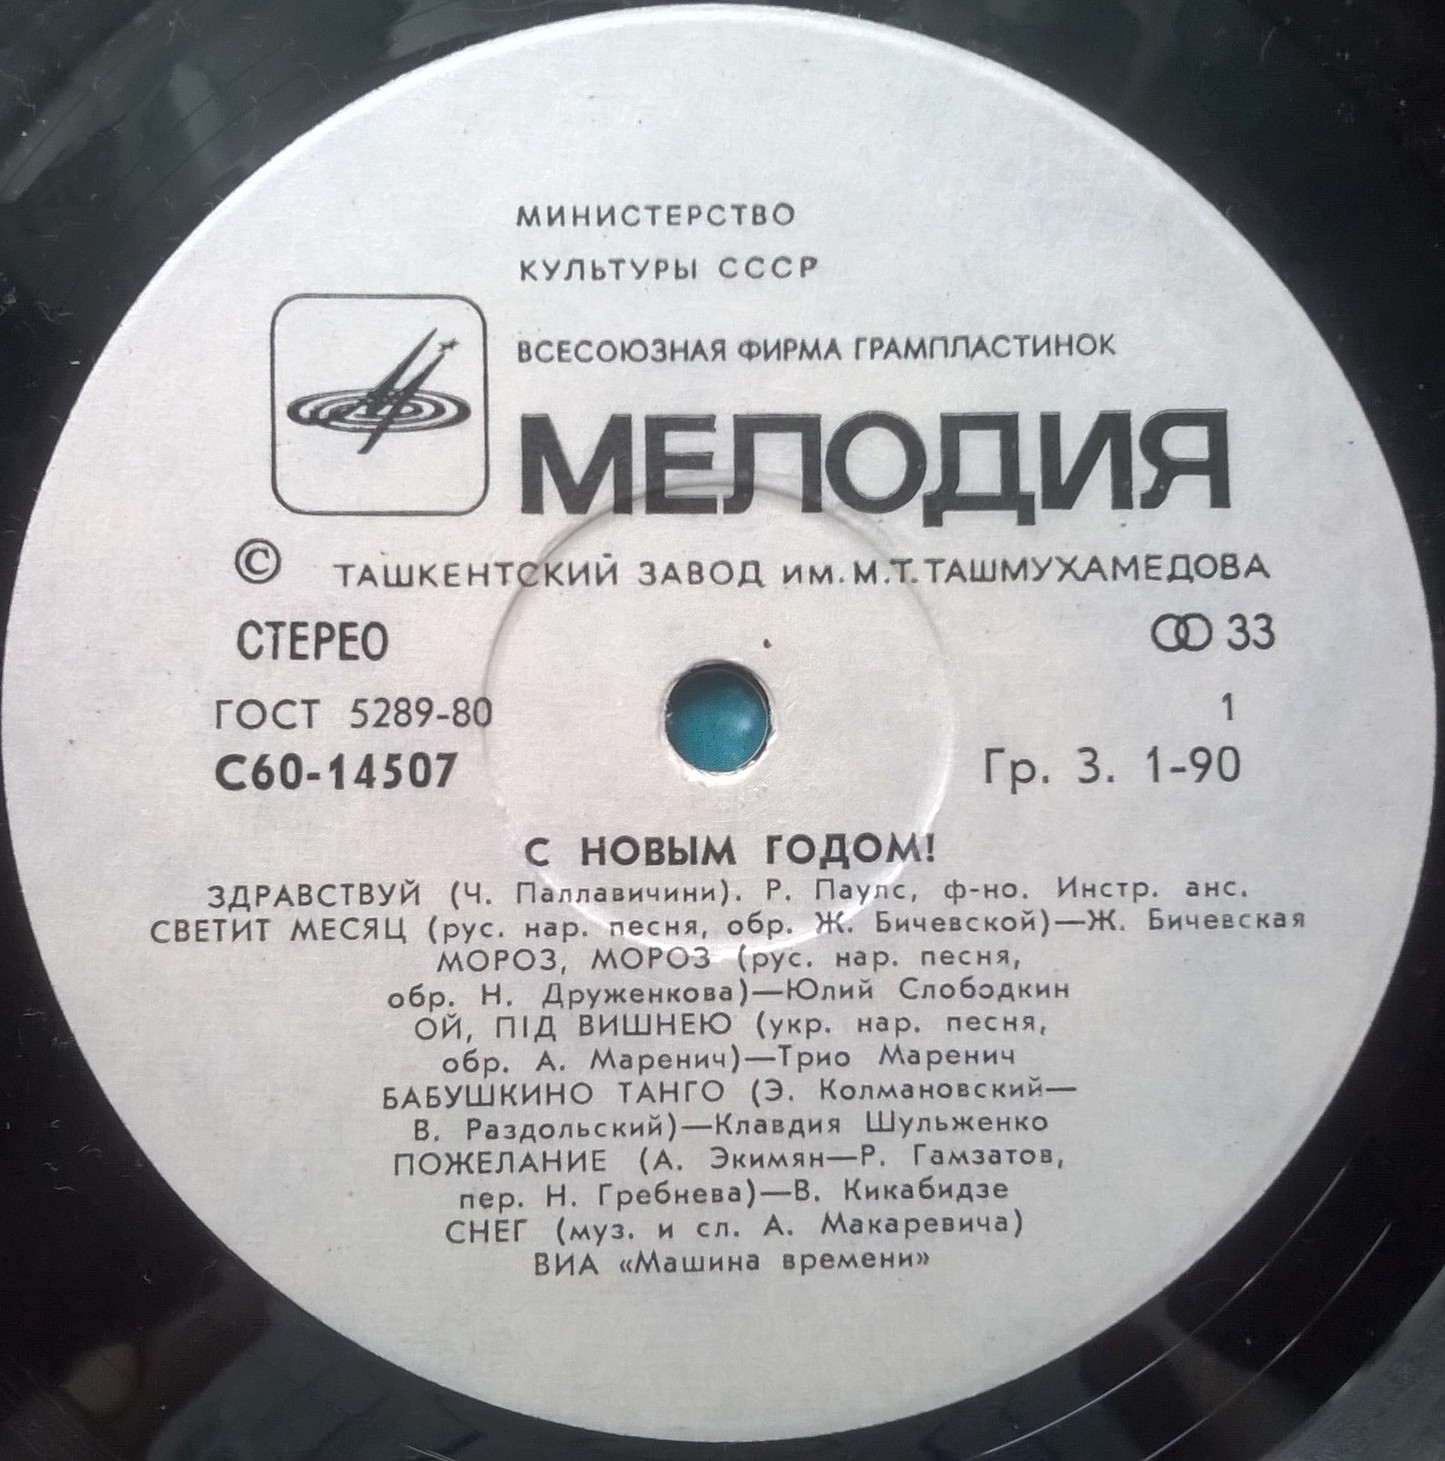 МИНИСТЕРСТВО
КУЛЬТУРЫ СССР
ВСЕСОЮЗНАЯ ФИРМА ГРАМПЛАСТИНОК
МЕЛОДИЯ
© ТАШКЕНТСКИЙ ЗАВОД ИМ. М.Т. ТАШМУХАМЕДОВА
СТЕРЕО 33
ГОСТ 5289-80 1
С60-14507 Гр. 3. 1-90
С НОВЫМ ГОДОМ!
ЗДРАВСТВУЙ (Ч. Паллавичини). Р. Паулс, ф-но. Инстр. анс.
СВЕТИТ МЕСЯЦ (рус. нар. песня, обр. Ж. Бичевской)—Ж. Бичевская
МОРОЗ, МОРОЗ (рус. нар. песня,
обр. Н. Друженкова)—Юлий Слободкин
ОЙ, ПІД ВИШНЕЮ (укр. нар. песня,
обр. А. Маренич)—Трио Маренич
БАБУШКИНО ТАНГО (Э. Колмановский—
В. Раздольский)—Клавдия Шульженко
ПОЖЕЛАНИЕ (А. Экимян—Р. Гамзатов,
пер. Н. Гребнева)—В. Кикабидзе
СНЕГ (муз. и сл. А. Макаревича)
ВИА «Машина времени»